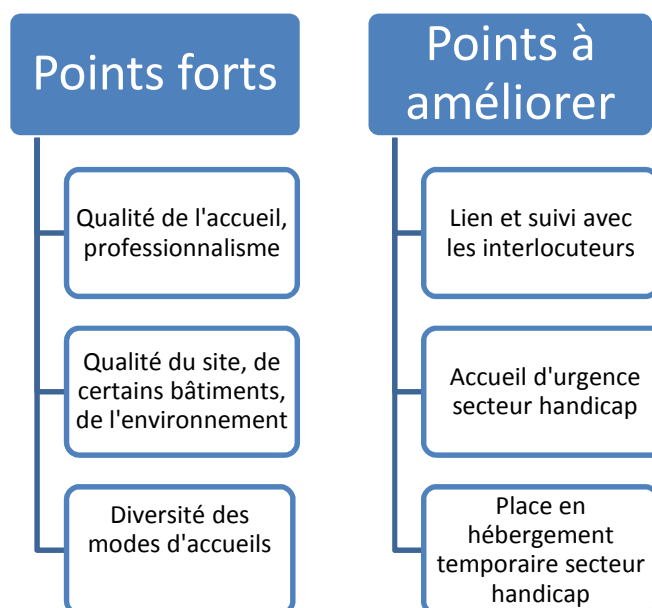 Points forts
Qualité de l'accueil,
professionnalisme
Qualité du site, de
certains bâtiments,
de l'environnement
Diversité des
modes d'accueils
Points à
améliorer
Lien et suivi avec
les interlocuteurs
Accueil d'urgence
secteur handicap
Place en
hébergement
temporaire secteur
handicap